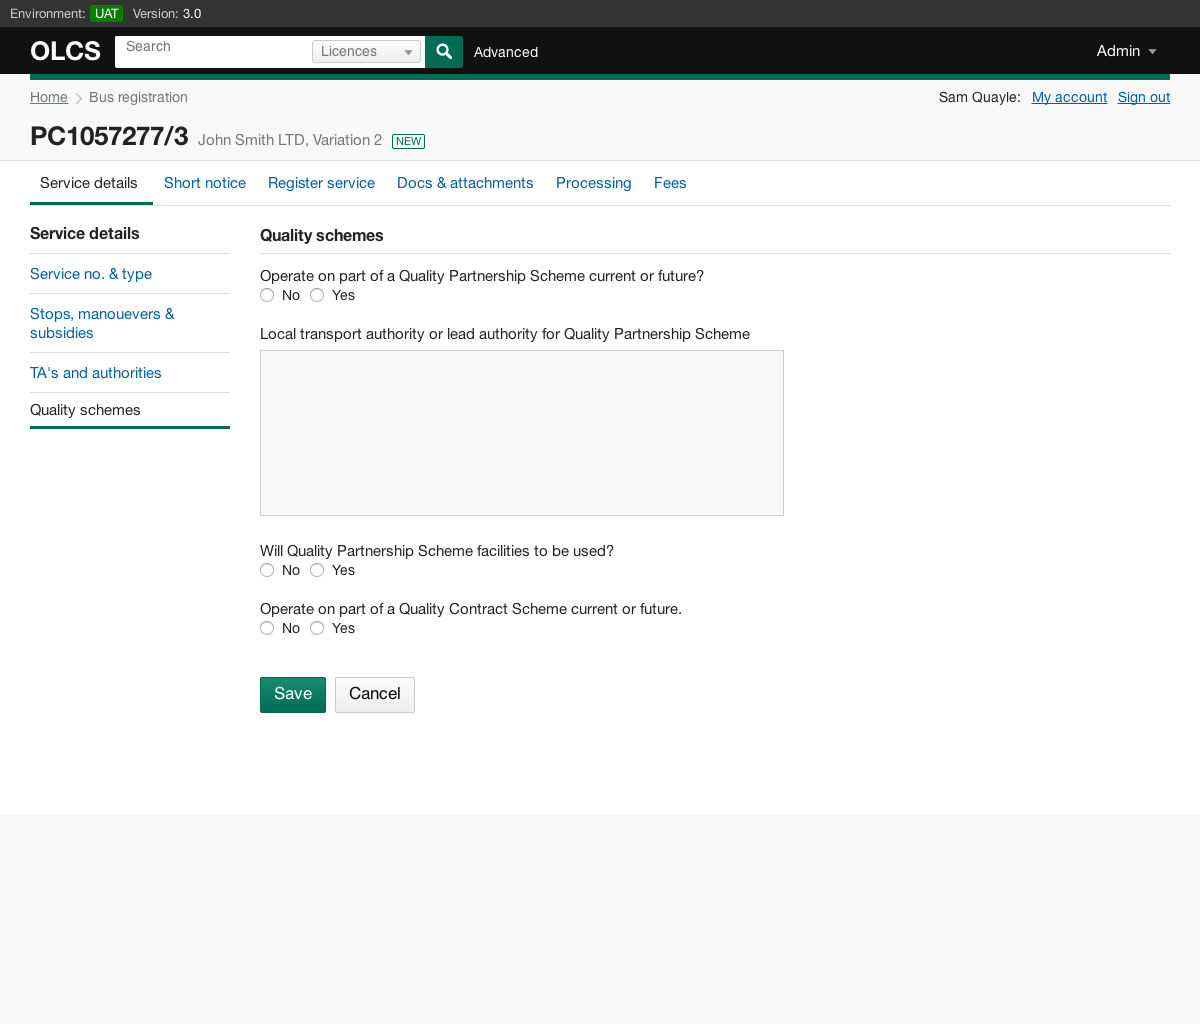 Environment: UAT Version: 3.0
OLCS Search Licences Advanced Admin
Home Bus registration Sam Quayle: My account Sign out
PC1057277/3 John Smith LTD, Variation 2 NEW
Service details Short notice Register service Docs & attachments Processing Fees
Service details
Service no. & type
Stops, manouevers &
subsidies
TA's and authorities
Quality schemes
Quality schemes
Operate on part of a Quality Partnership Scheme current or future?
No Yes
Local transport authority or lead authority for Quality Partnership Scheme
Will Quality Partnership Scheme facilities to be used?
No Yes
Operate on part of a Quality Contract Scheme current or future.
No Yes
Save Cancel